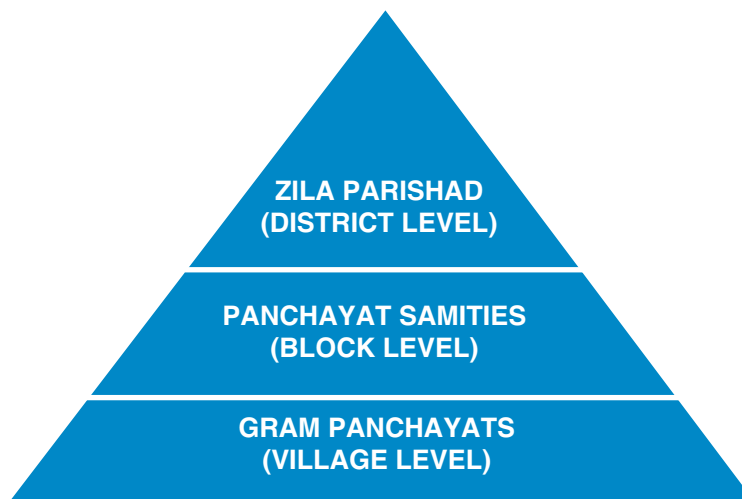 ZILA PARISHAD
(DISTRICT LEVEL)
PANCHAYAT SAMITIES
(BLOCK LEVEL)
GRAM PANCHAYATS
(VILLAGE LEVEL)